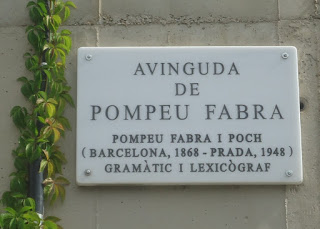 AVINGUDA
DE
POMPEU FABRA
POMPEU FABRA I POCH
(BARCELONA, 1868 - PRADA, 1948)
GRAMÀTIC I LEXICÒGRAF